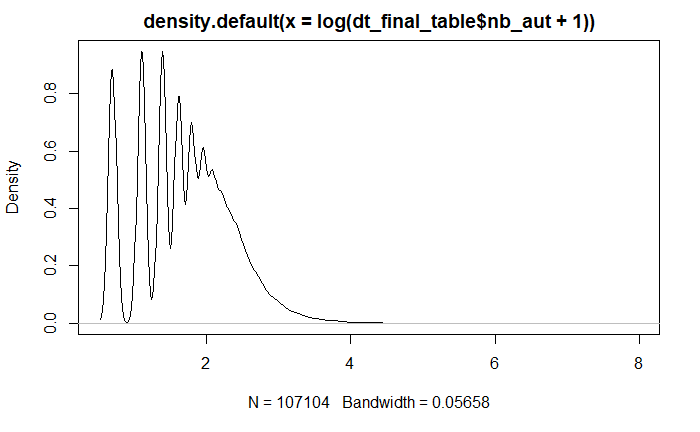 density.default(x = log(dt_final_table$nb_aut + 1))
Density
0.8
0.6
0.4
0.2
0.0
2 4 6 8
N = 107104 Bandwidth = 0.05658